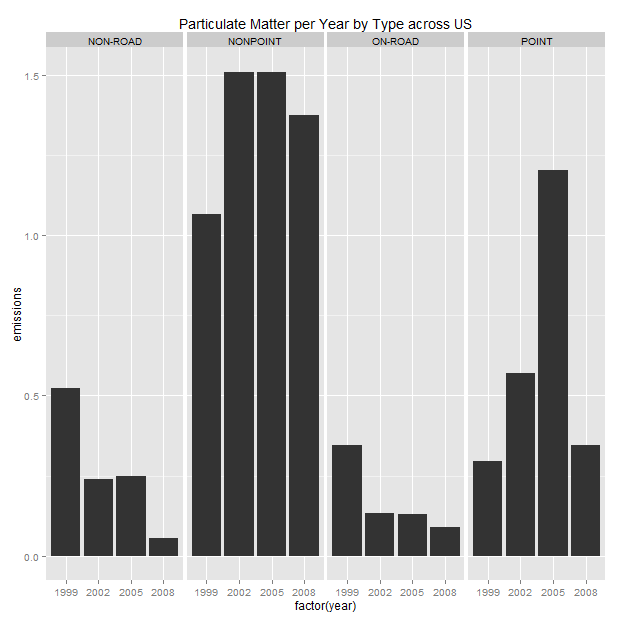 Particulate Matter per Year by Type across US
NON-ROAD NONPOINT ON-ROAD POINT
1.5
1.0
0.5
0.0
emissions
1999 2002 2005 2008 1999 2002 2005 2008 1999 2002 2005 2008 1999 2002 2005 2008
factor(year)